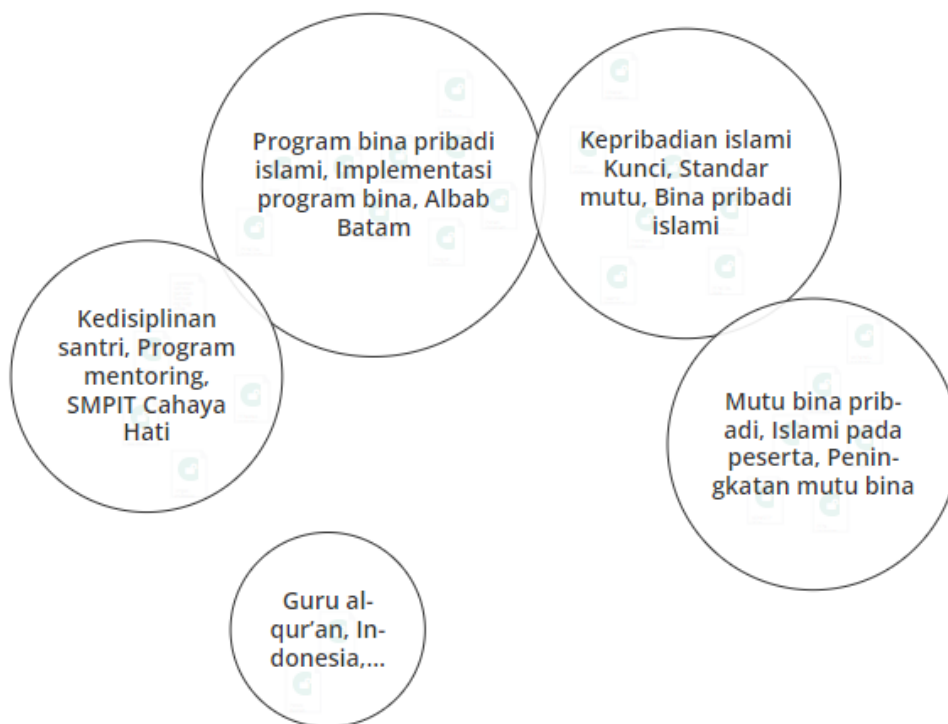 Program bina pribadi
islami, Implementasi
program bina, Albab
Batam
Kepribadian islami
Kunci, Standar
mutu, Bina pribadi
islami
Kedisiplinan
santri, Program
mentoring,
SMPIT Cahaya
Hati
Mutu bina prib-
adi, Islami pada
peserta, Penin-
gkatan mutu bina
Guru al-
qur’an, In-
donesia,...